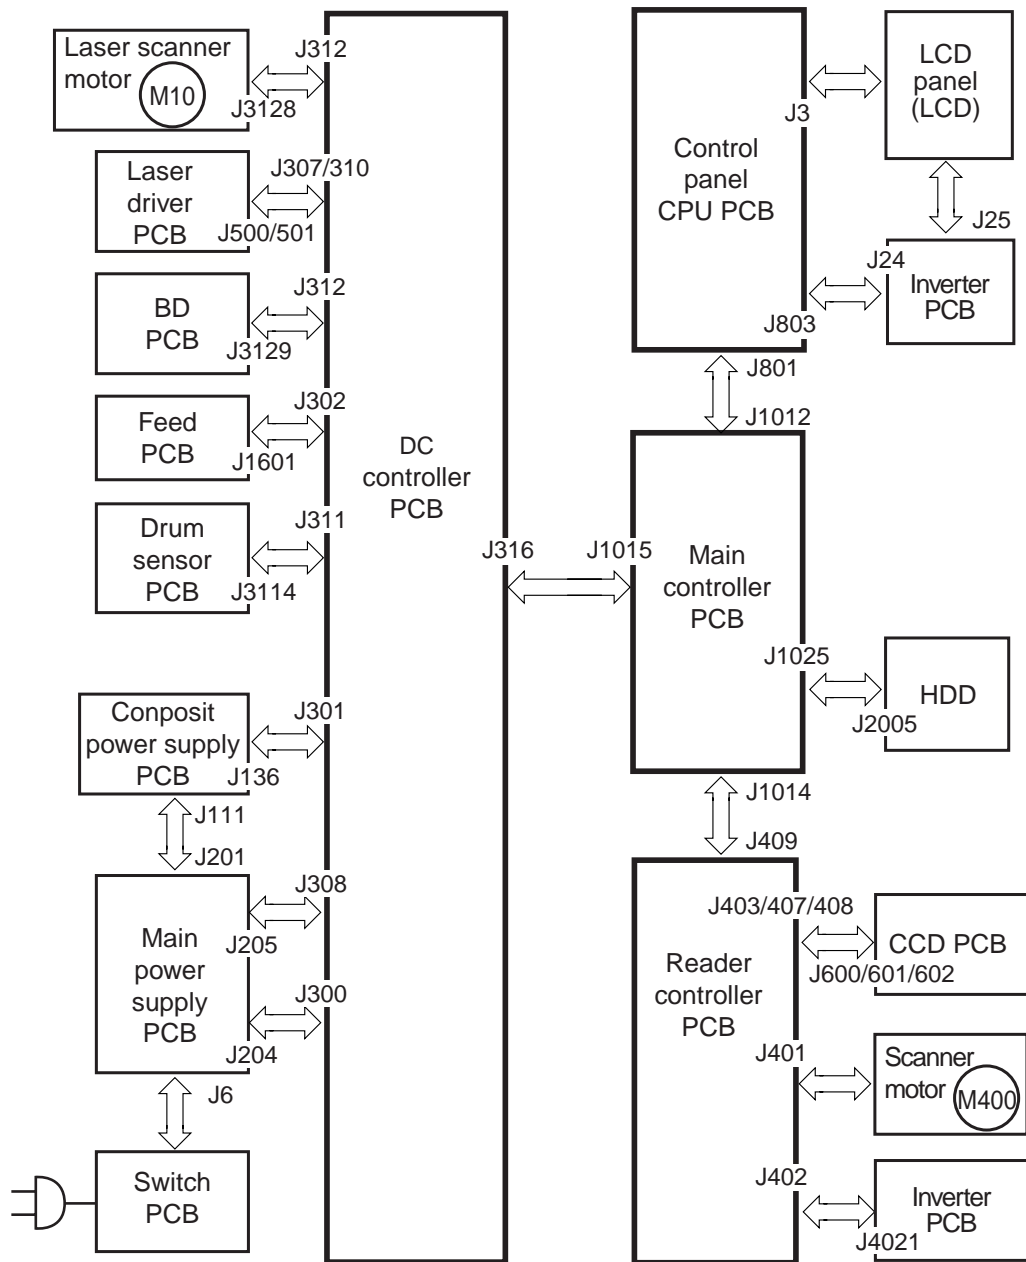 Laser scanner
motor
M10
J312
J3128
Laser
driver
PCB
J307/310
J500/501
BD
PCB
J312
J3129
Feed
PCB
J302
J1601
Drum
sensor
PCB
J311
J3114
Conposit
power supply
PCB
J301
J136
J111
J201
Main
power
supply
PCB
J308
J205
J300
J204
J6
Switch
PCB
DC
controller
PCB
J316
J1015
Control
panel
CPU PCB
J3
LCD
panel
(LCD)
J25
J24
Inverter
PCB
J803
J801
J1012
Main
controller
PCB
J1025
HDD
J2005
J1014
J409
Reader
controller
PCB
J403/407/408
CCD PCB
J600/601/602
J401
Scanner
motor
M400
J402
Inverter
PCB
J4021